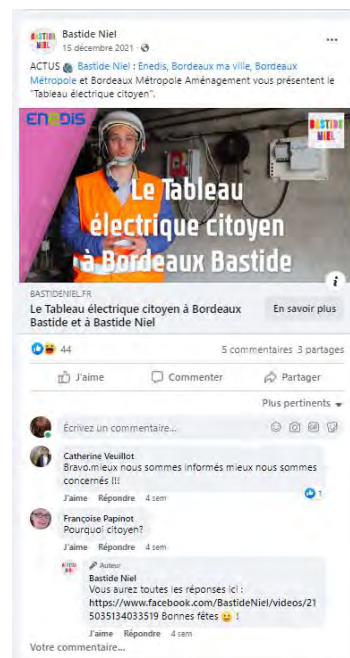 BASTIDE
NIEL
Bastide Niel
15 décembre 2021 ·
ACTUS Bastide Niel : Enedis, Bordeaux ma ville, Bordeaux
Métropole et Bordeaux Métropole Aménagement vous présentent le
"Tableau électrique citoyen".
ENEDIS
BASTIDE
NIEL
Le Tableau
électrique citoyen
à Bordeaux Bastide
i
BASTIDENIEL.FR
Le Tableau électrique citoyen à Bordeaux
Bastide et à Bastide Niel
En savoir plus
44
5 commentaires 3 partages
J'aime
Commenter
Partager
Plus pertinents
Écrivez un commentaire...
Catherine Veuillot
Bravo.mieux nous sommes informés mieux nous sommes
concernés !!!
J'aime Répondre 4 sem
1
Françoise Papinot
Pourquoi citoyen?
J'aime Répondre 4 sem
Auteur
Bastide Niel
Vous aurez toutes les réponses ici :
https://www.facebook.com/BastideNiel/videos/21
5035134033519 Bonnes fêtes !
J'aime Répondre 4 sem
Votre commentaire...